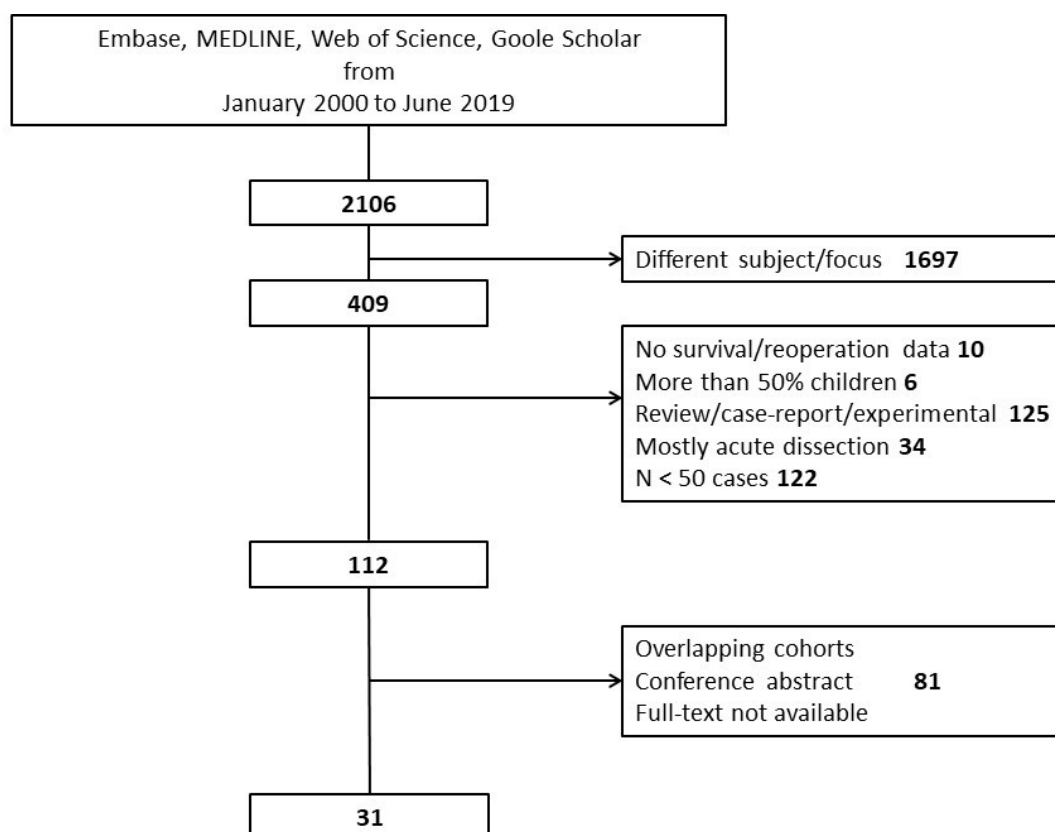 Embase, MEDLINE, Web of Science, Goole Scholar
from
January 2000 to June 2019
2106
Different subject/focus 1697
409
No survival/reoperation data 10
More than 50% children 6
Review/case-report/experimental 125
Mostly acute dissection 34
N < 50 cases 122
112
Overlapping cohorts
Conference abstract 81
Full-text not available
31